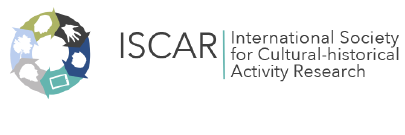 ISCAR
International Society
for Cultural-historical
Activity Research